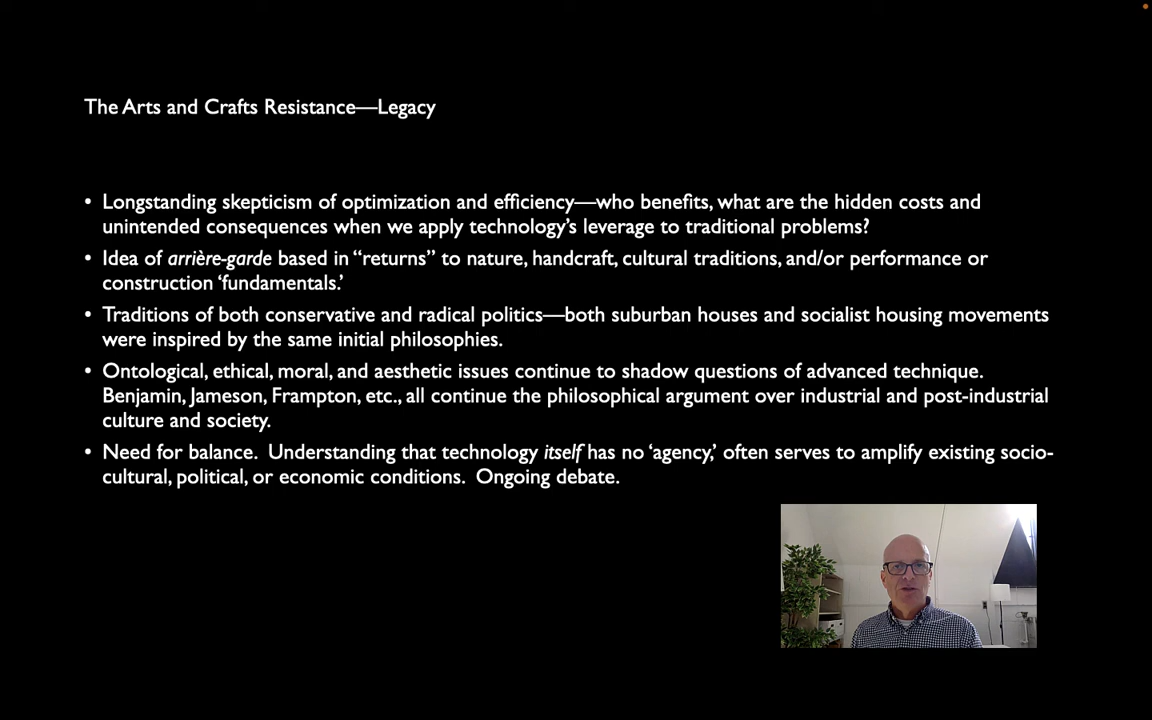 The Arts and Crafts Resistance—Legacy
• Longstanding skepticism of optimization and efficiency—who benefits, what are the hidden costs and
unintended consequences when we apply technology’s leverage to traditional problems?
• Idea of arrière-garde based in “returns” to nature, handcraft, cultural traditions, and/or performance or
construction ‘fundamentals.’
• Traditions of both conservative and radical politics—both suburban houses and socialist housing movements
were inspired by the same initial philosophies.
• Ontological, ethical, moral, and aesthetic issues continue to shadow questions of advanced technique.
Benjamin, Jameson, Frampton, etc., all continue the philosophical argument over industrial and post-industrial
culture and society.
• Need for balance.  Understanding that technology itself has no ‘agency,’ often serves to amplify existing socio-
cultural, political, or economic conditions.  Ongoing debate.